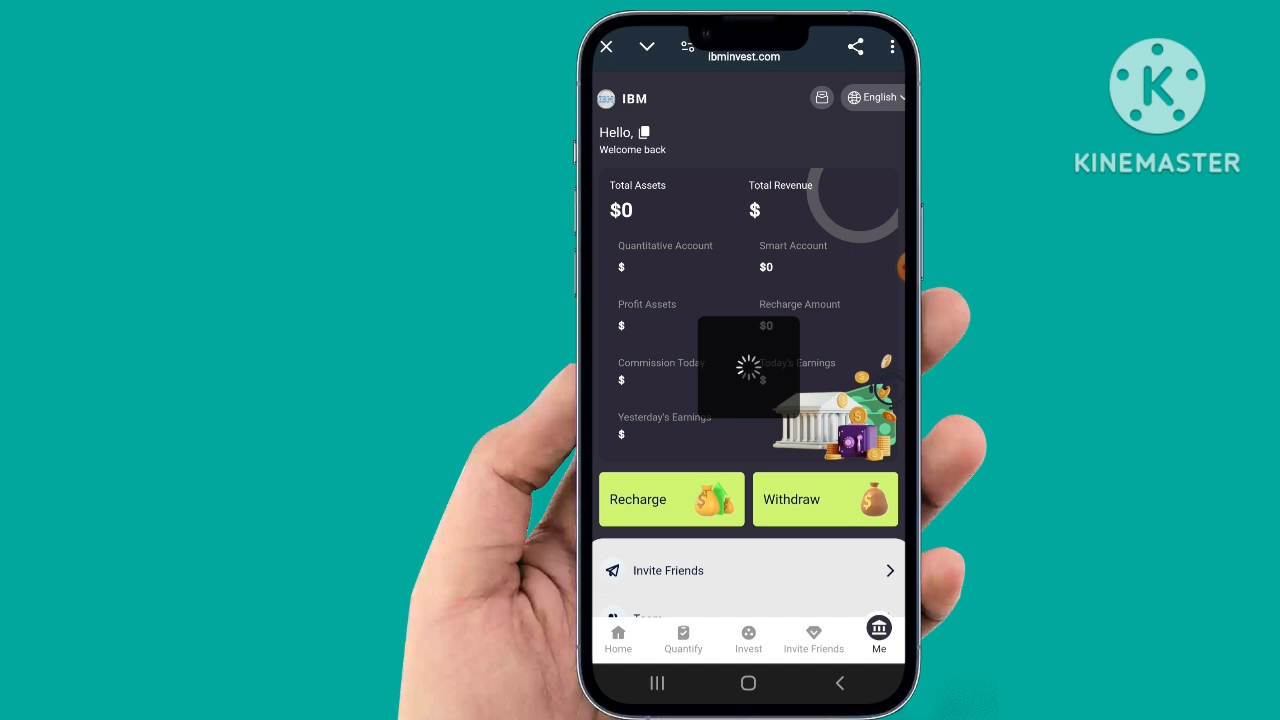 ibminvest.com
IBM
English
Hello,
Welcome back
Total Assets
Total Revenue
$0
$
Quantitative Account
Smart Account
$
$0
Profit Assets
Recharge Amount
$
$0
Commission Today
Today's Earnings
$
$
Yesterday's Earnings
$
Recharge
Withdraw
Invite Friends
Team
Home
Quantify
Invest
Invite Friends
Me
K
KINEMASTER